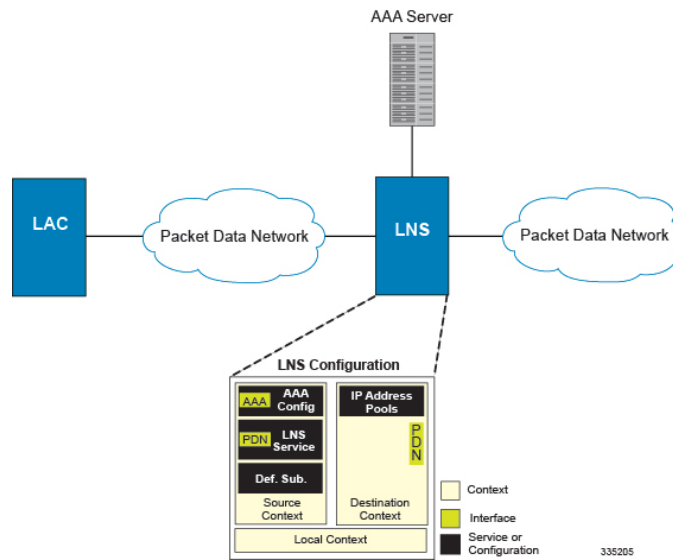 AAA Server
LAC
Packet Data Network
LNS
Packet Data Network
LNS Configuration
AAA
AAA
Config
PDN
LNS
Service
Def. Sub.
Source
Context
IP Address
Pools
PDN
Destination
Context
Local Context
Context
Interface
Service or
Configuration
335205